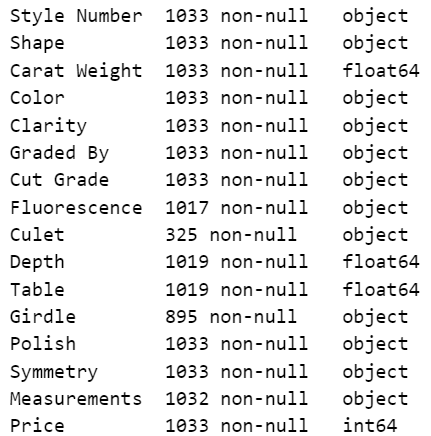 Style Number  1033 non-null   object
Shape         1033 non-null   object
Carat Weight  1033 non-null   float64
Color         1033 non-null   object
Clarity       1033 non-null   object
Graded By     1033 non-null   object
Cut Grade     1033 non-null   object
Fluorescence  1017 non-null   object
Culet         325 non-null    object
Depth         1019 non-null   float64
Table         1019 non-null   float64
Girdle        895 non-null    object
Polish        1033 non-null   object
Symmetry      1033 non-null   object
Measurements  1032 non-null   object
Price         1033 non-null   int64